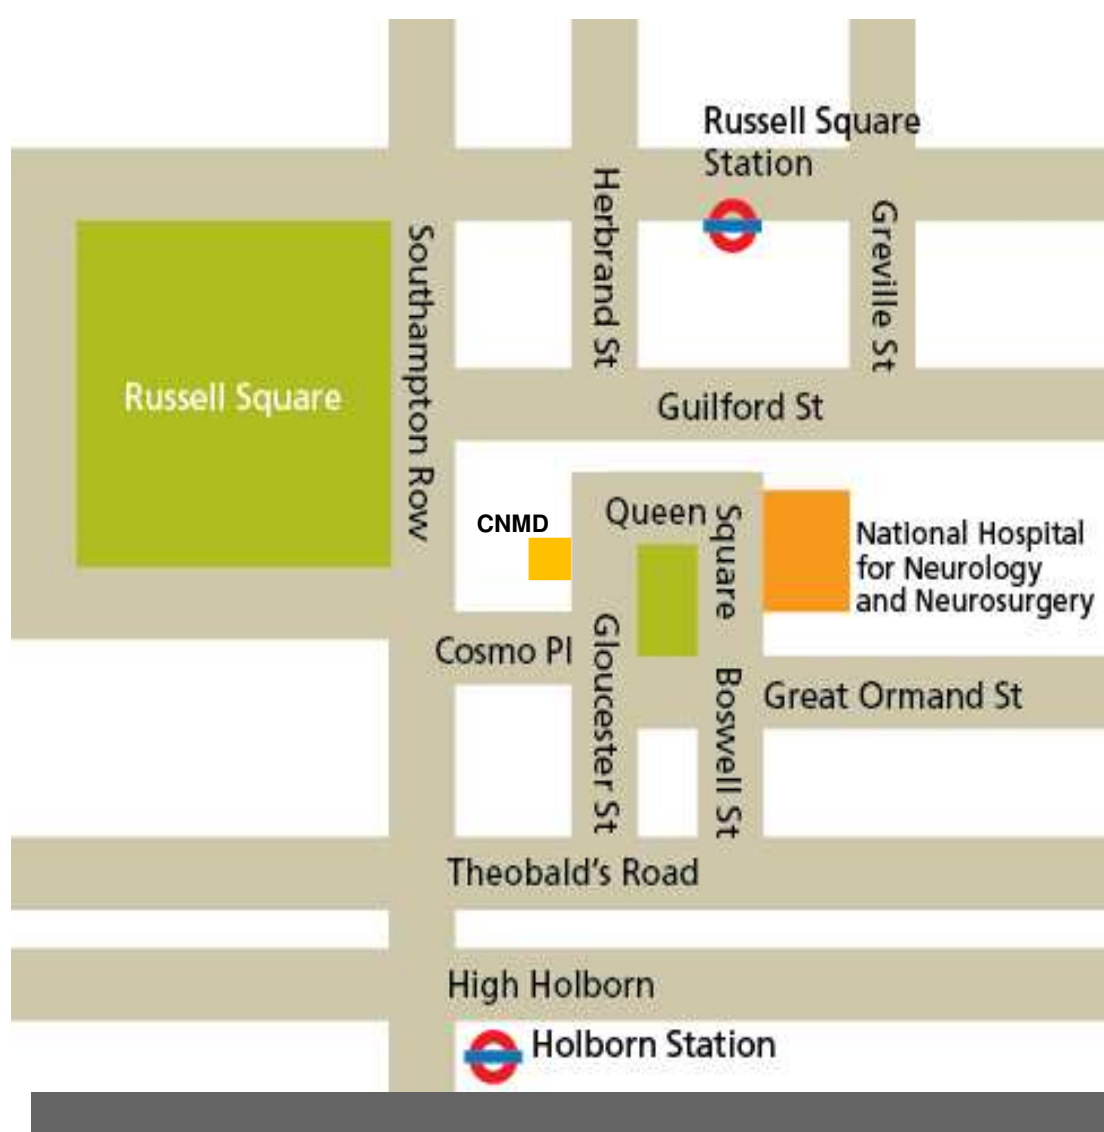 Russell Square
Station
Herbrand St
Greville St
Southampton Row
Russell Square
Guilford St
CNMD
Queen
Square
National Hospital
for Neurology
and Neurosurgery
Cosmo Pl
Gloucester St
Boswell St
Great Ormand St
Theobald's Road
High Holborn
Holborn Station